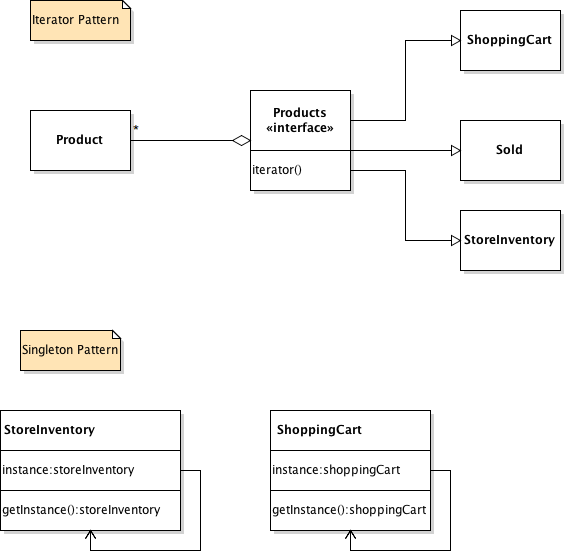 Iterator Pattern
ShoppingCart
Product
*
Products
«interface»
iterator()
Sold
StoreInventory
Singleton Pattern
StoreInventory
instance:storeInventory
getInstance():storeInventory
ShoppingCart
instance:shoppingCart
getInstance():shoppingCart